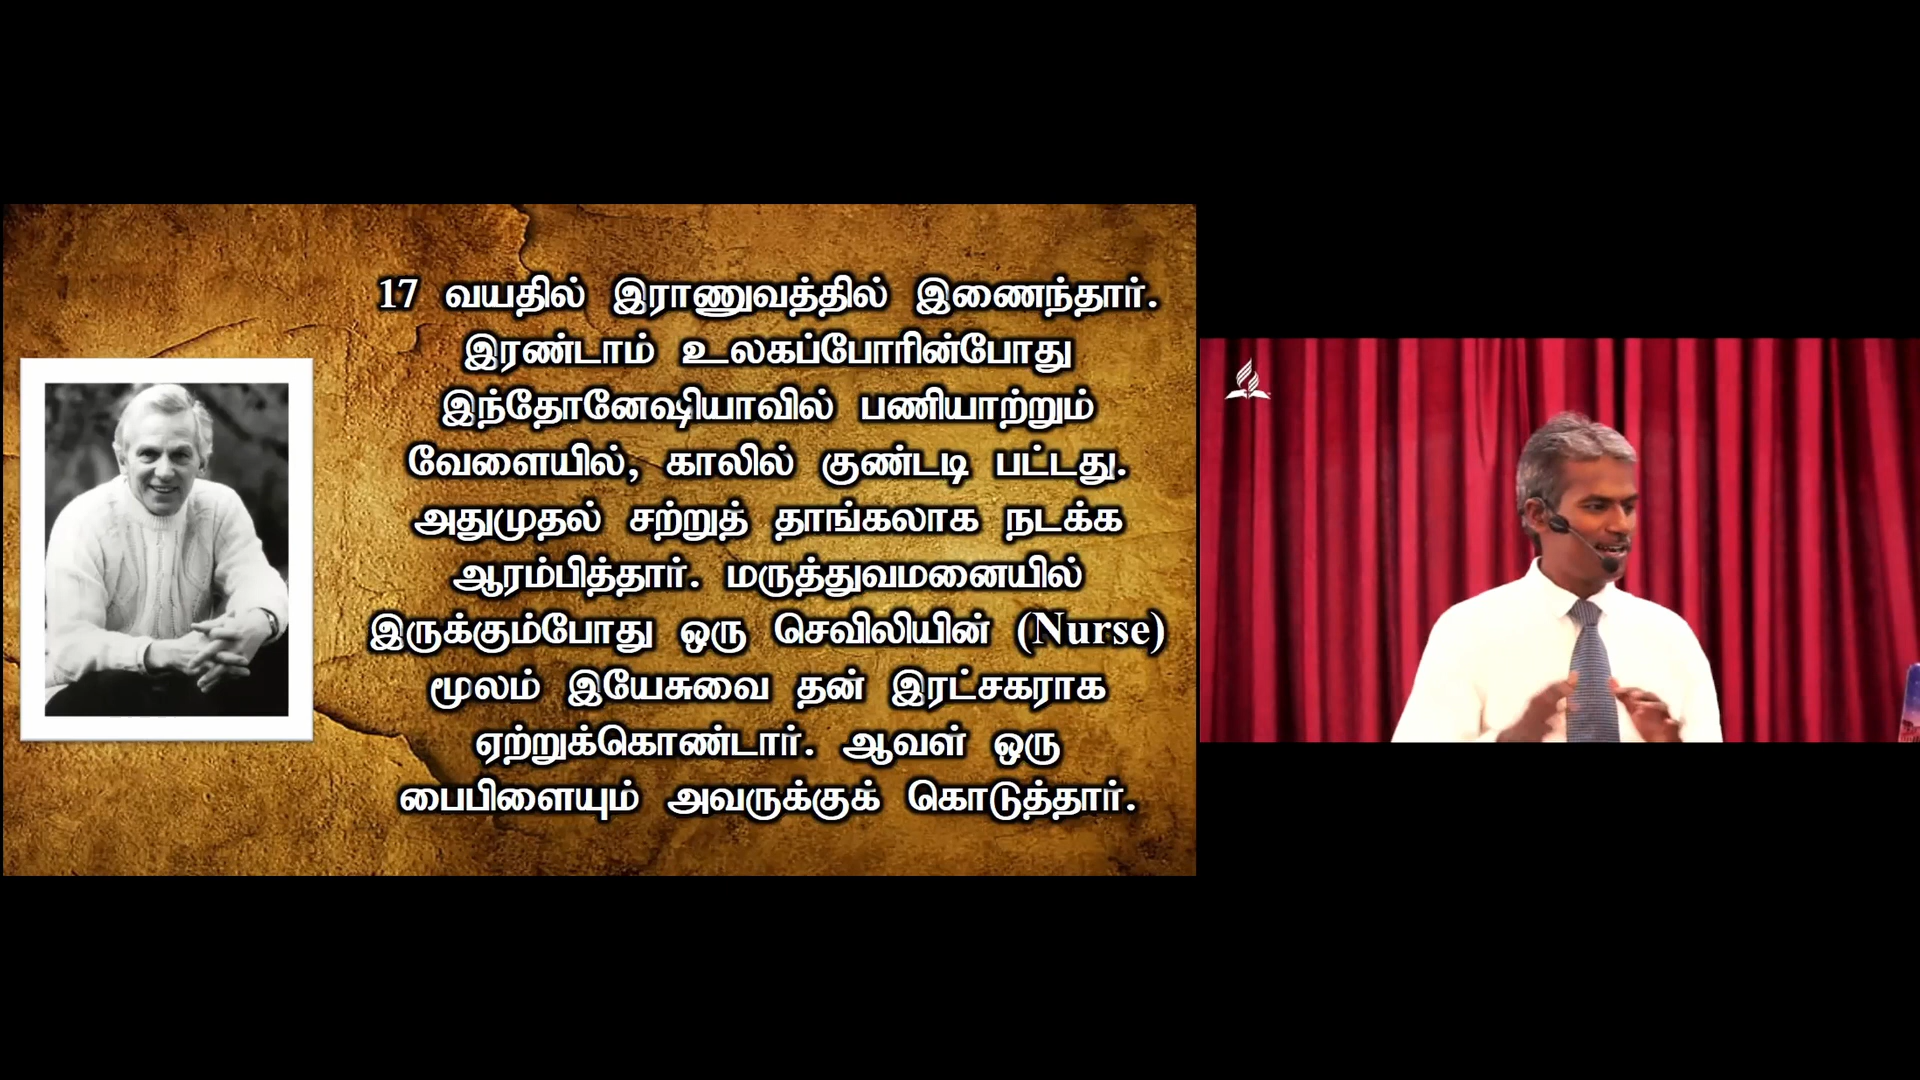 17 வயதில் இராணுவத்தில் இணைந்தார்.
இரண்டாம் உலகப்போரின்போது
இந்தோனேஷியாவில் பணியாற்றும்
வேளையில், காலில் குண்டடி பட்டது.
அதுமுதல் சற்றுத் தாங்கலாக நடக்க
ஆரம்பித்தார். மருத்துவமனையில்
இருக்கும்போது ஒரு செவிலியின் (Nurse)
மூலம் இயேசுவை தன் இரட்சகராக
ஏற்றுக்கொண்டார். ஆவள் ஒரு
பைபிளையும் அவருக்குக் கொடுத்தார்.